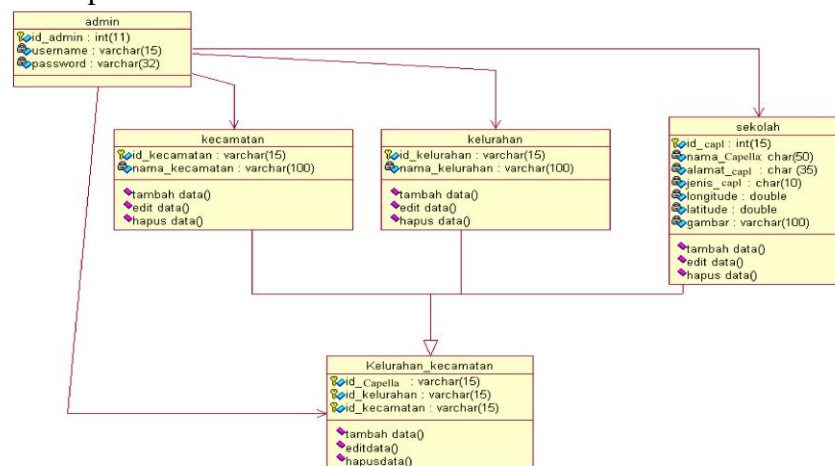 admin
id_admin : int(11)
username : varchar(15)
password : varchar(32)
kecamatan
id_kecamatan : varchar(15)
nama_kecamatan : varchar(100)
tambah data()
edit data()
hapus data()
kelurahan
id_kelurahan : varchar(15)
nama_kelurahan : varchar(100)
tambah data()
edit data()
hapus data()
sekolah
id_capl : int(15)
nama_Capella: char(50)
alamat_capl : char (35)
jenis_capl : char(10)
longitude : double
latitude : double
gambar : varchar(100)
tambah data()
edit data()
hapus data()
Kelurahan_kecamatan
id_Capella : varchar(15)
id_kelurahan : varchar(15)
id_kecamatan : varchar(15)
tambah data()
editdata()
hapusdata()